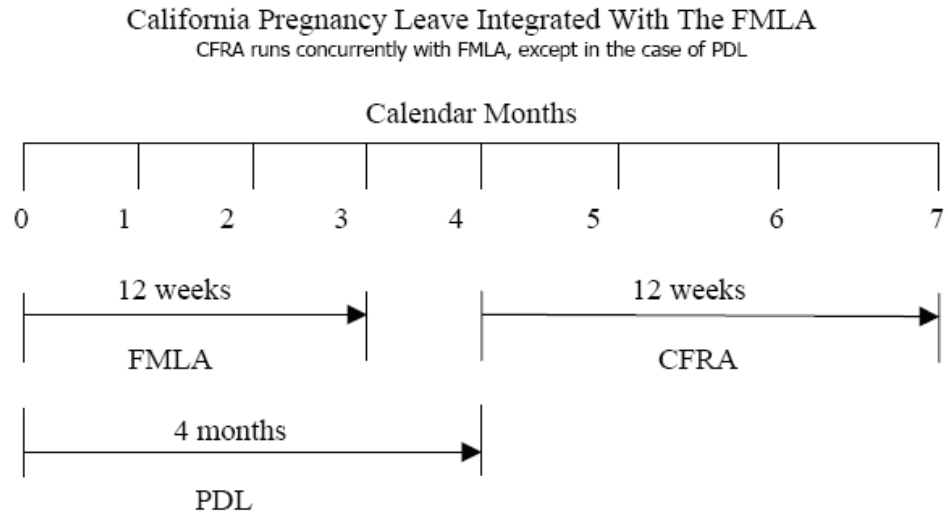 California Pregnancy Leave Integrated With The FMLA
CFRA runs concurrently with FMLA, except in the case of PDL
Calendar Months
0 1 2 3 4 5 6 7
12 weeks 12 weeks
FMLA CFRA
4 months
PDL